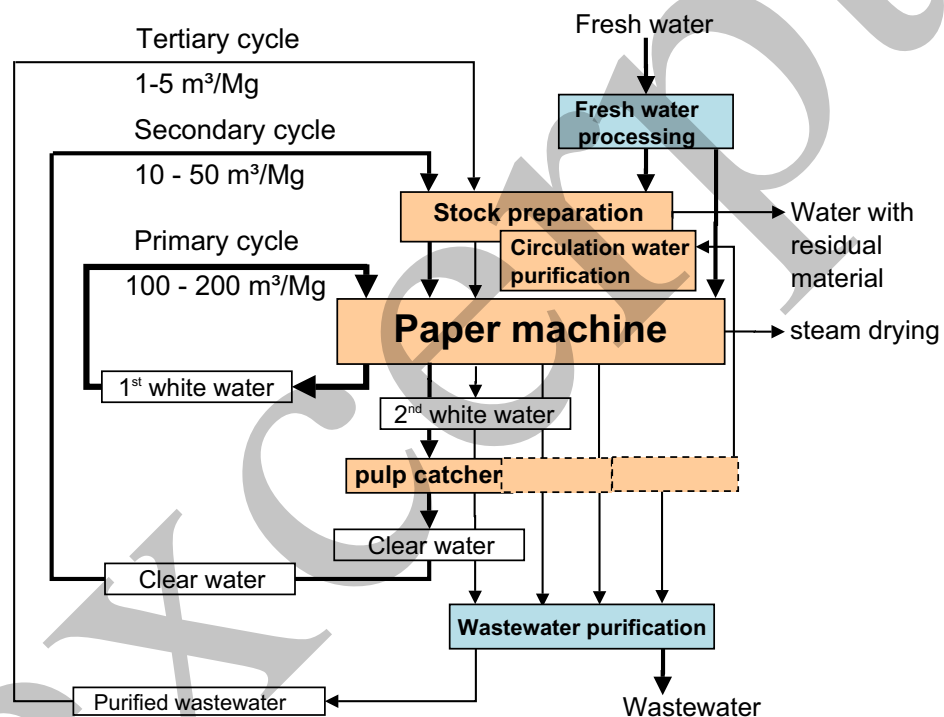 Tertiary cycle
1-5 m³/Mg
Fresh water
Fresh water
processing
Secondary cycle
10 - 50 m³/Mg
Stock preparation
Water with
residual
material
Circulation water
purification
Primary cycle
100 - 200 m³/Mg
Paper machine
steam drying
1st white water
2nd white water
pulp catcher
Clear water
Clear water
Wastewater purification
Purified wastewater
Wastewater
excerpt